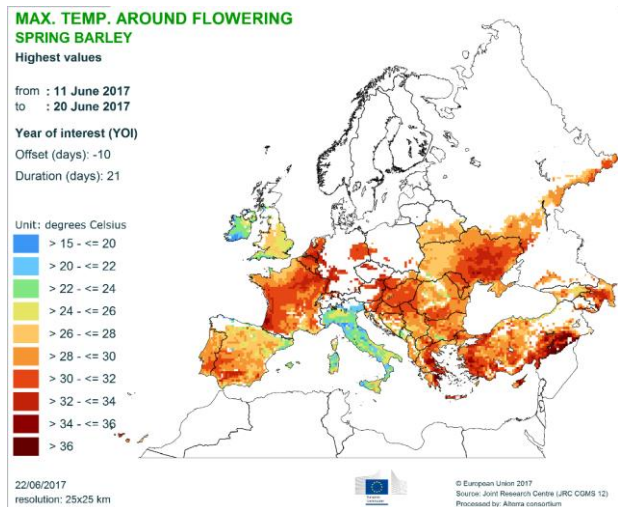 MAX. TEMP. AROUND FLOWERING
SPRING BARLEY
Highest values
from : 11 June 2017
to : 20 June 2017
Year of interest (YOI)
Offset (days): -10
Duration (days): 21
Unit: degrees Celsius
> 15 - <= 20
> 20 - <= 22
> 22 - <= 24
> 24 - <= 26
> 26 - <= 28
> 28 - <= 30
> 30 - <= 32
> 32 - <= 34
> 34 - <= 36
> 36
22/06/2017
resolution: 25x25 km
European
Commission
© European Union 2017
Source: Joint Research Centre (JRC CGMS 12)
Processed by: Alterra consortium